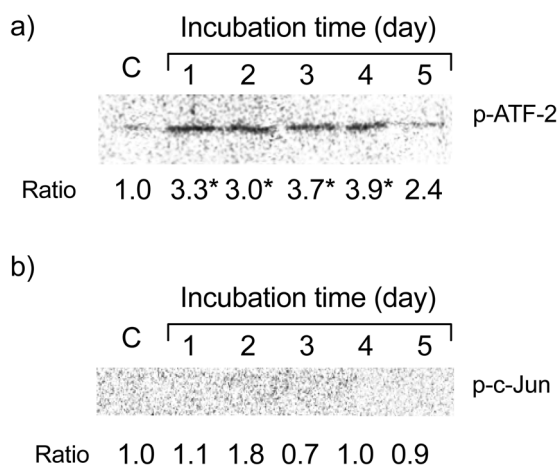 a)
Incubation time (day)
C 1 2 3 4 5
p-ATF-2
Ratio 1.0 3.3* 3.0* 3.7* 3.9* 2.4
b)
Incubation time (day)
C 1 2 3 4 5
p-c-Jun
Ratio 1.0 1.1 1.8 0.7 1.0 0.9